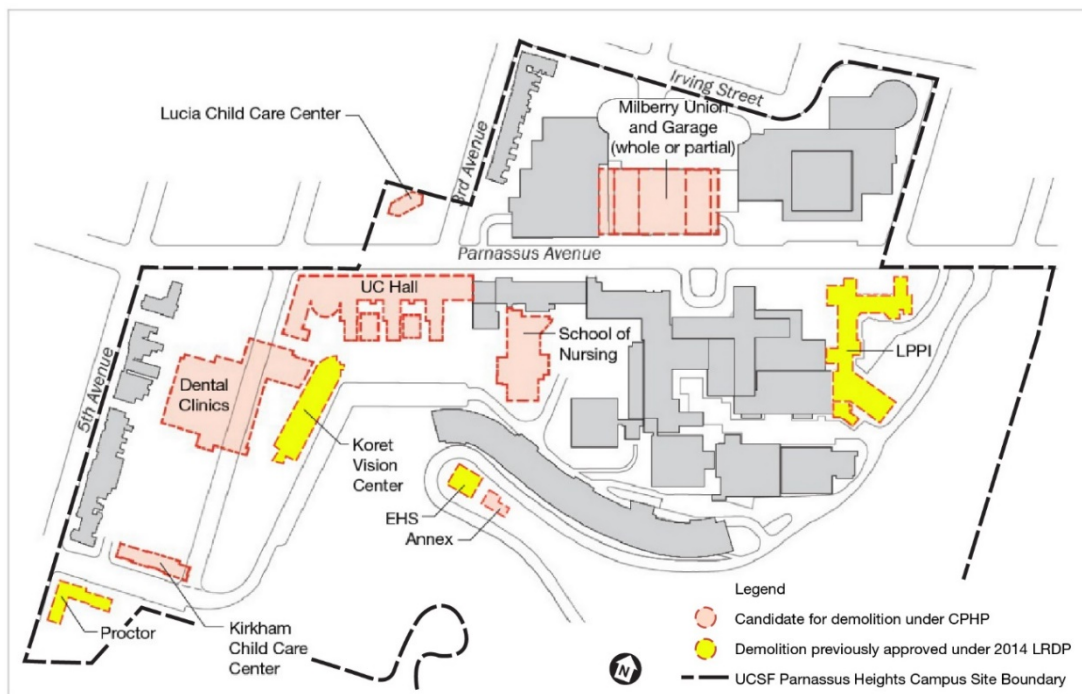 Irving Street
Milberry Union
and Garage
(whole or partial)
Lucia Child Care Center
3rd Avenue
Parnassus Avenue
UC Hall
School of
Nursing
LPPI
5th Avenue
Dental
Clinics
Koret
Vision
Center
EHS
Annex
Proctor
Kirkham
Child Care
Center
N
Legend
Candidate for demolition under CPHP
Demolition previously approved under 2014 LRDP
UCSF Parnassus Heights Campus Site Boundary